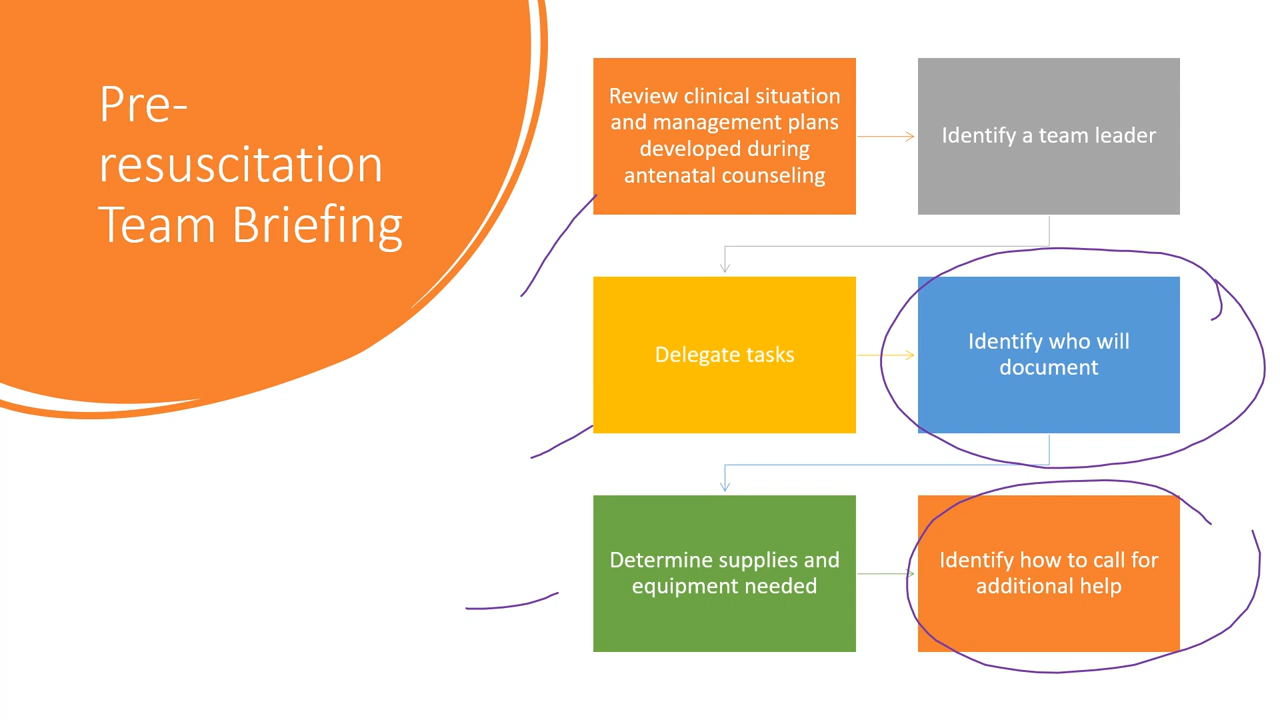 Pre-
resuscitation
Team Briefing
Review clinical situation
and management plans
developed during
antenatal counseling
Identify a team leader
Delegate tasks
Identify who will
document
Determine supplies and
equipment needed
Identify how to call for
additional help